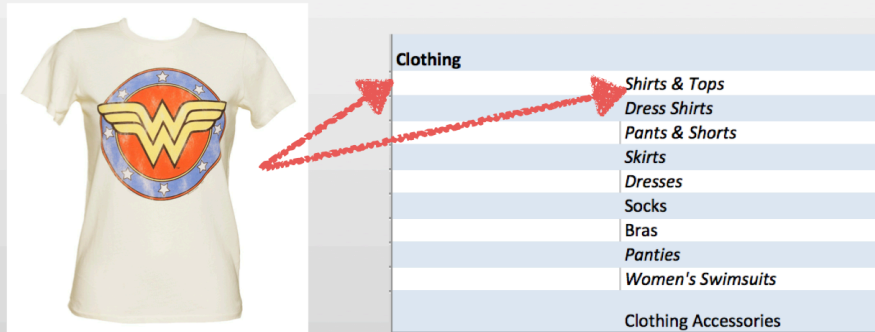 W
Clothing
Shirts & Tops
Dress Shirts
Pants & Shorts
Skirts
Dresses
Socks
Bras
Panties
Women's Swimsuits
Clothing Accessories